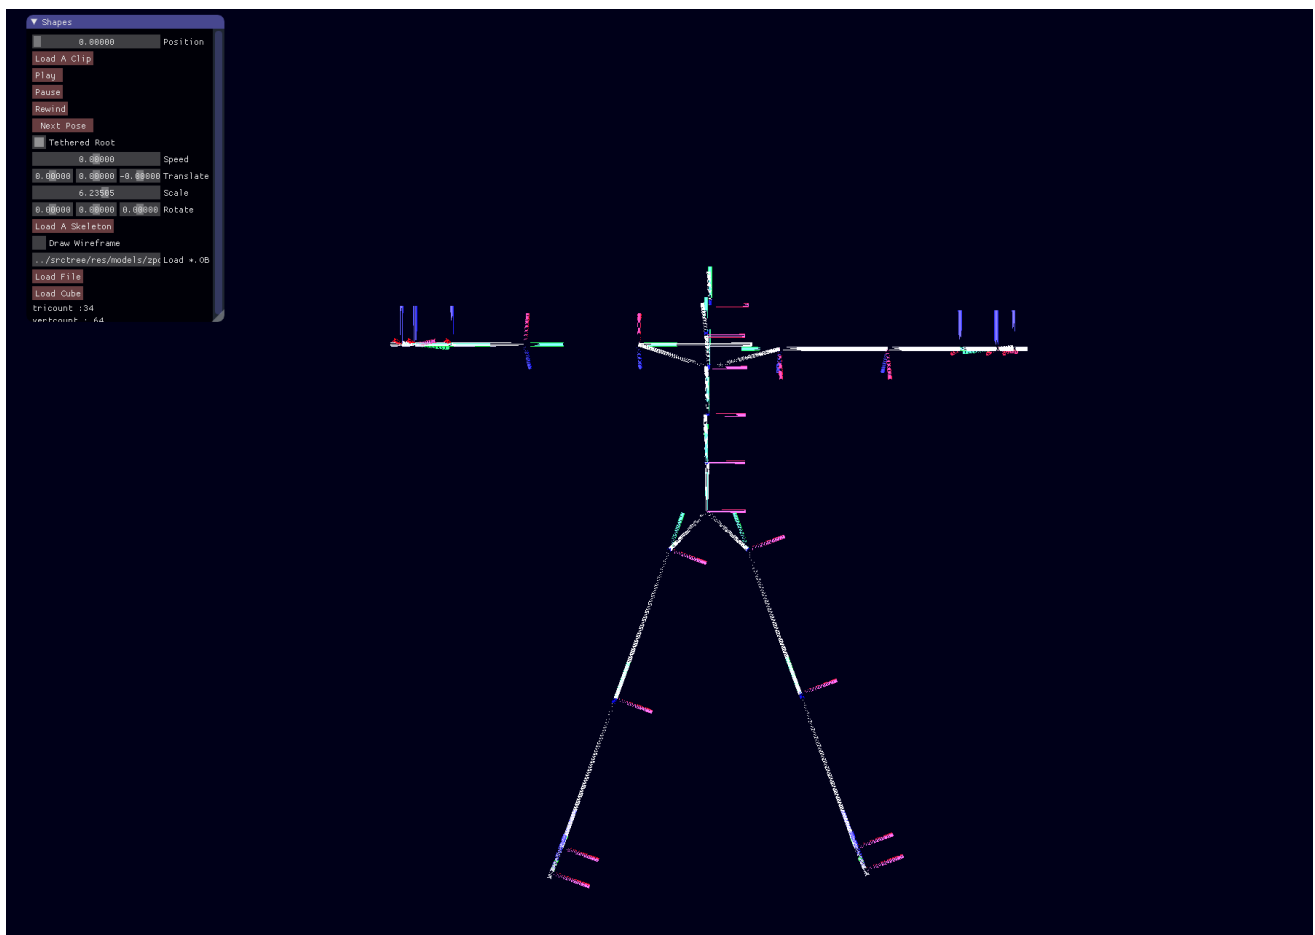 Shapes
0.00000 Position
Load A Clip
Play
Pause
Rewind
Next Pose
Tethered Root
0.00000 Speed
0.00000 0.00000 -0.00000 Translate
6.23505 Scale
0.00000 0.00000 0.00000 Rotate
Load A Skeleton
Draw Wireframe
../srctree/res/models/zpc Load *.OB
Load File
Load Cube
tricount :34
vertcount : 64